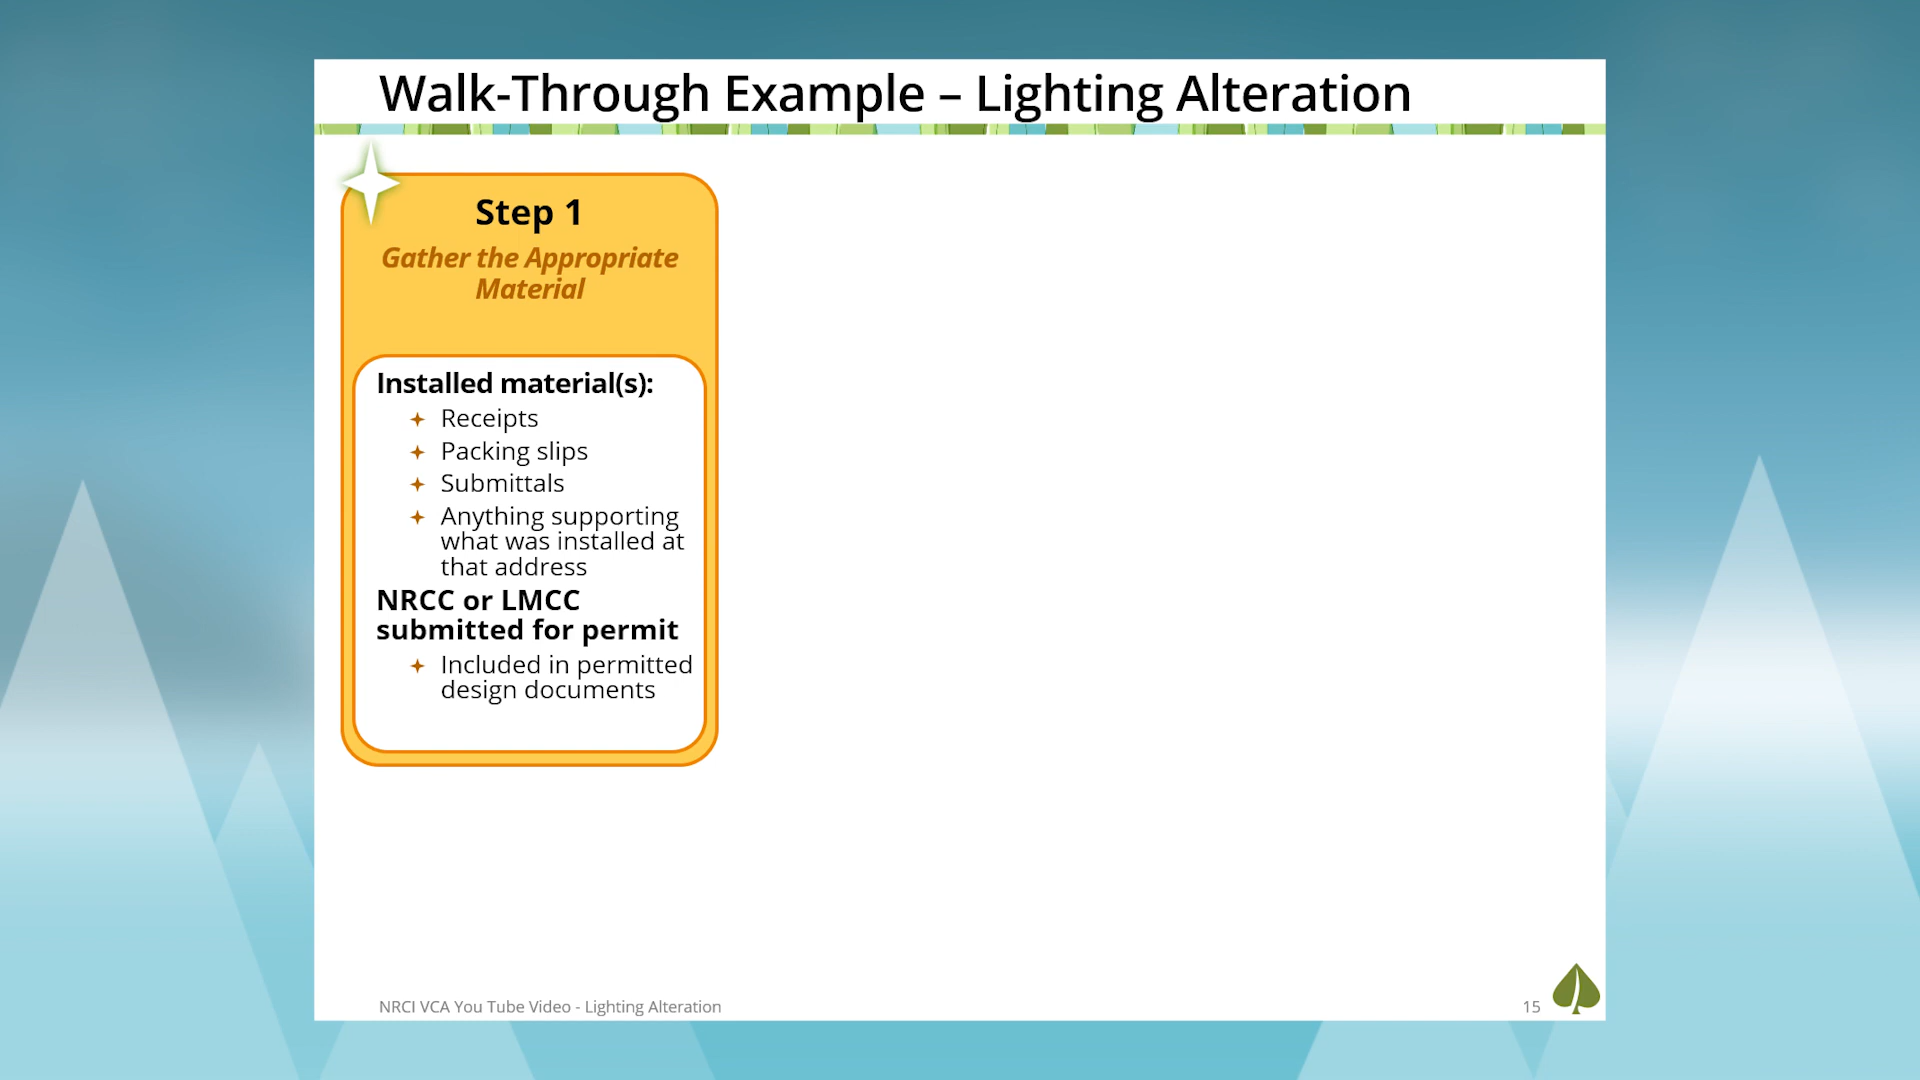 Walk-Through Example – Lighting Alteration
Step 1
Gather the Appropriate
Material
Installed material(s):
Receipts
Packing slips
Submittals
Anything supporting
what was installed at
that address
NRCC or LMCC
submitted for permit
Included in permitted
design documents
NRCI VCA You Tube Video - Lighting Alteration
15